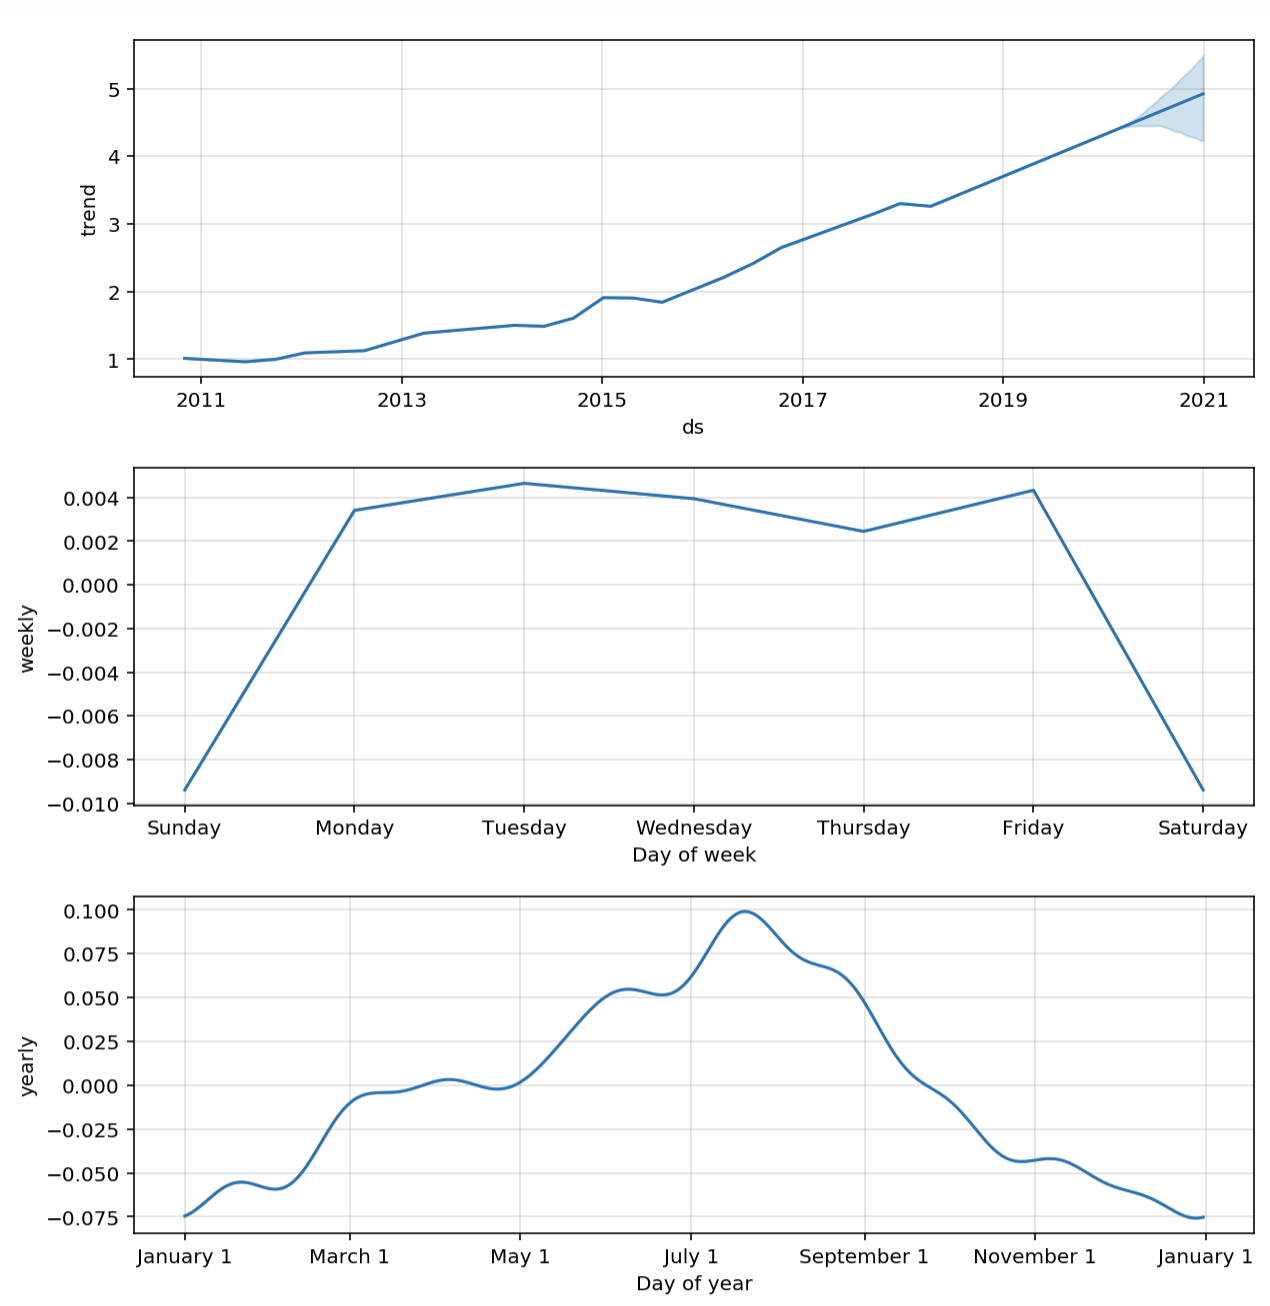 5
4
3
2
1
trend
2011 2013 2015 2017 2019 2021
ds
0.004
0.002
0.000
−0.002
−0.004
−0.006
−0.008
−0.010
weekly
Sunday Monday Tuesday Wednesday Thursday Friday Saturday
Day of week
0.100
0.075
0.050
0.025
0.000
−0.025
−0.050
−0.075
yearly
January 1 March 1 May 1 July 1 September 1 November 1 January 1
Day of year